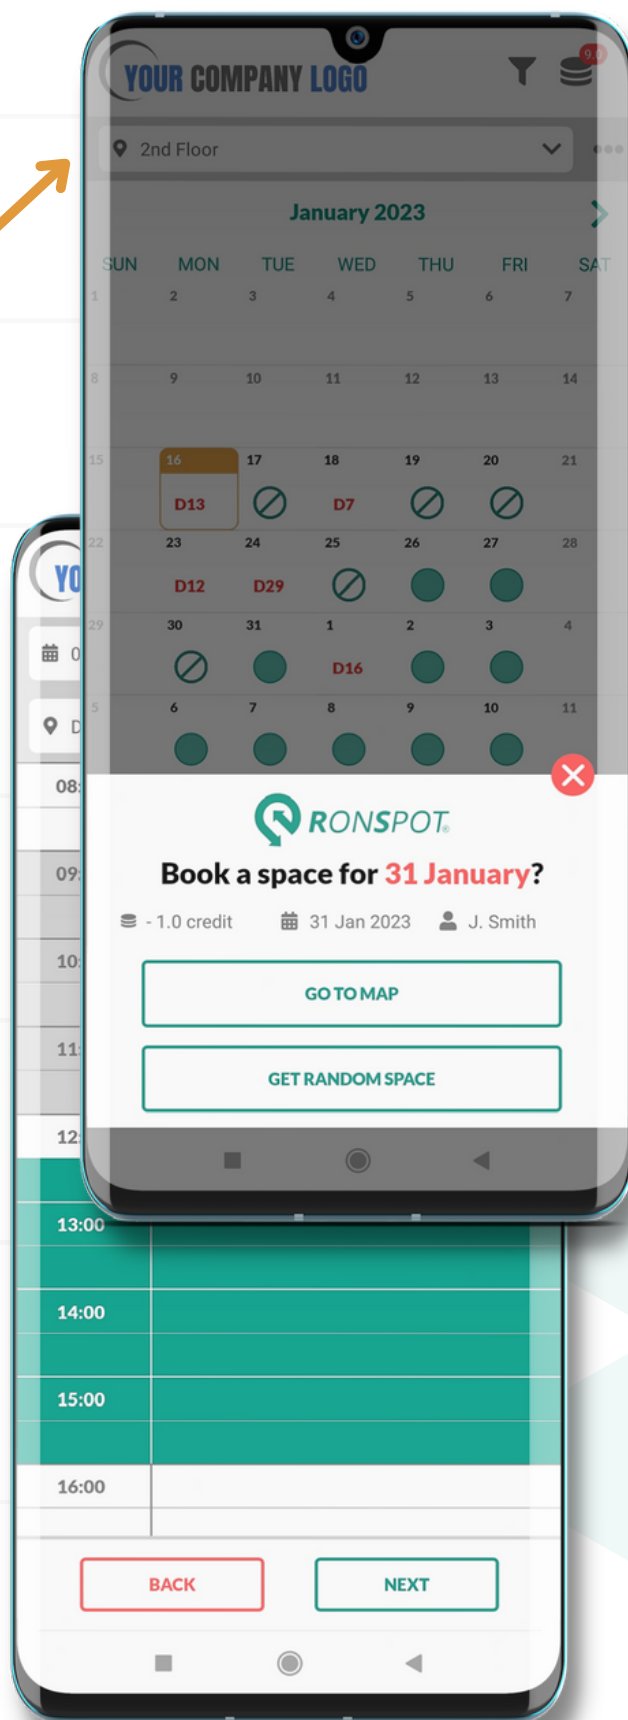 YOUR COMPANY LOGO
9.0
2nd Floor
January 2023
SUN MON TUE WED THU FRI SAT
1 2 3 4 5 6 7
8 9 10 11 12 13 14
15 16 17 18 19 20 21
D13 D7
22 23 24 25 26 27 28
D12 D29
29 30 31 1 2 3 4
D16
5 6 7 8 9 10 11
RONSPOT®
Book a space for 31 January?
- 1.0 credit 31 Jan 2023 J. Smith
GO TO MAP
GET RANDOM SPACE
YO
0
D
08:
09:
10:
11:
12:
13:00
14:00
15:00
16:00
BACK NEXT